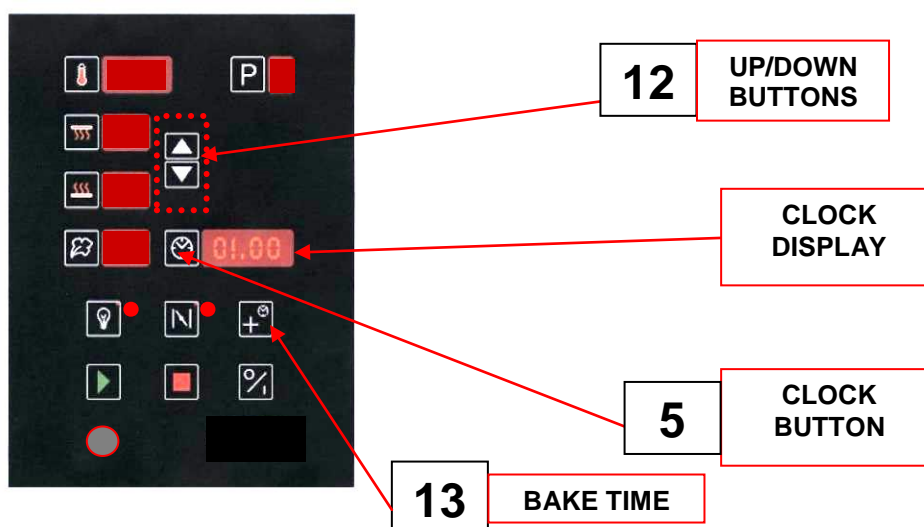 P
12
UP/DOWN
BUTTONS
CLOCK
DISPLAY
01.00
5
CLOCK
BUTTON
13
BAKE TIME